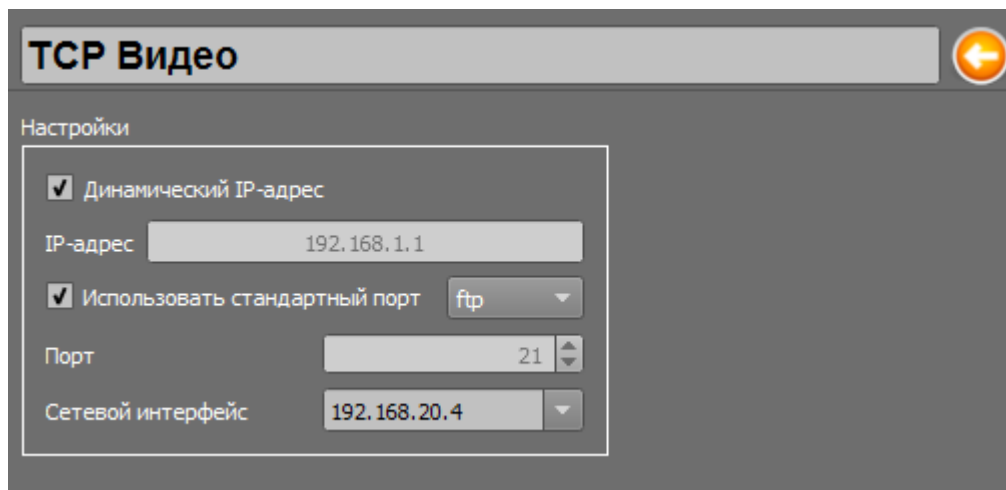 TCP Видео
Настройки
Динамический IP-адрес
IP-адрес 192.168.1.1
Использовать стандартный порт ftp
Порт 21
Сетевой интерфейс 192.168.20.4